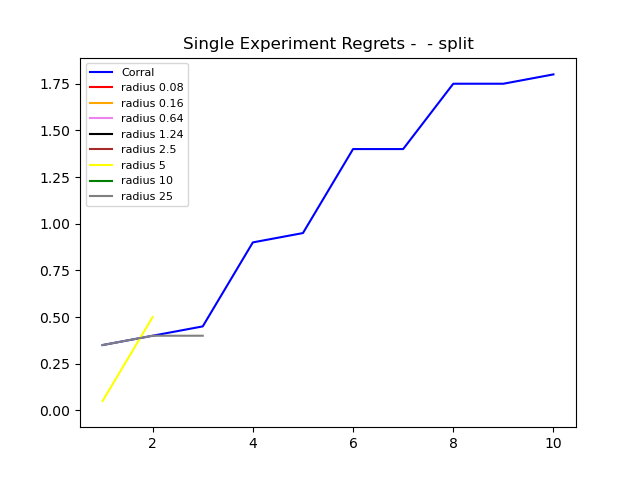 Single Experiment Regrets -  - split
Corral
radius 0.08
radius 0.16
radius 0.64
radius 1.24
radius 2.5
radius 5
radius 10
radius 25
1.75
1.50
1.25
1.00
0.75
0.50
0.25
0.00
2 4 6 8 10